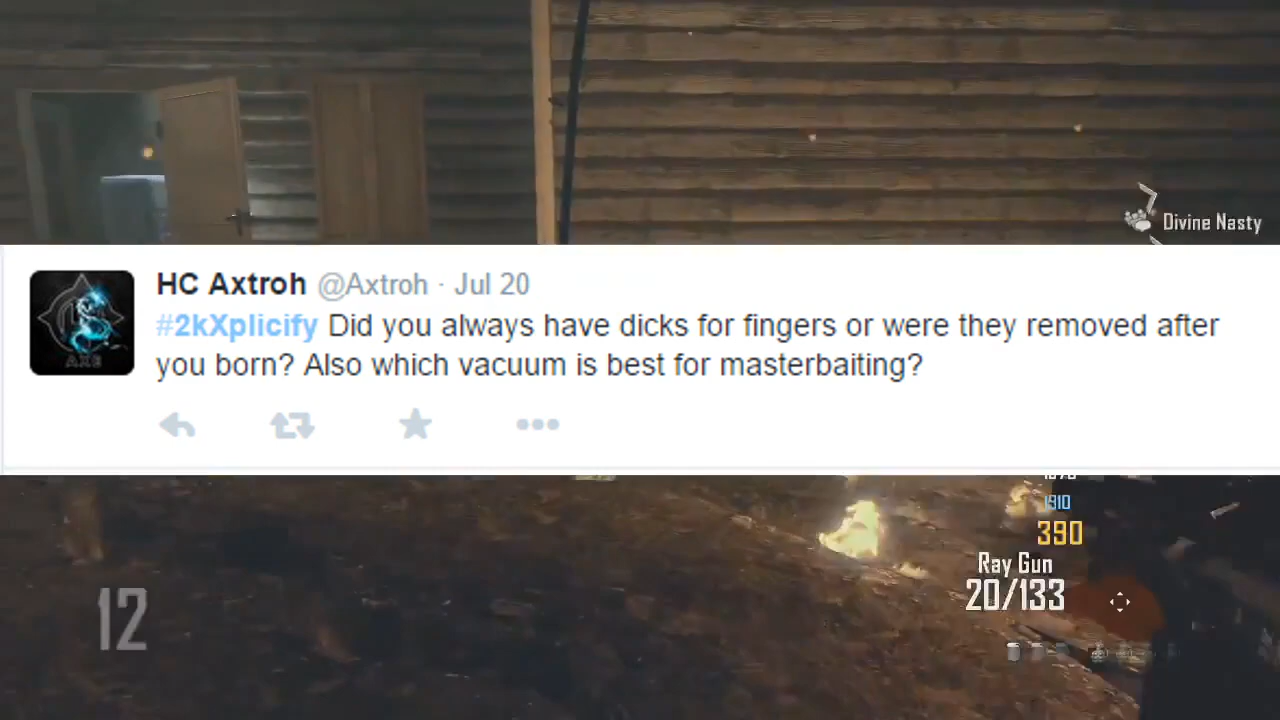 Divine Nasty
HC Axtroh @Axtroh · Jul 20
#2kXplicify Did you always have dicks for fingers or were they removed after
you born? Also which vacuum is best for masterbaiting?
1910
390
Ray Gun
20/133
12